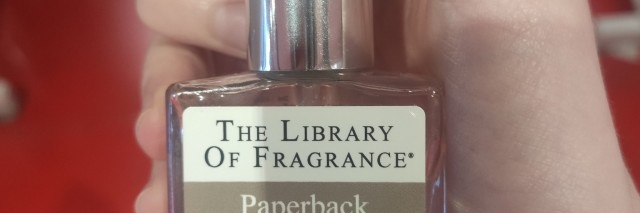 THE LIBRARY
OF FRAGRANCE®
Paperback